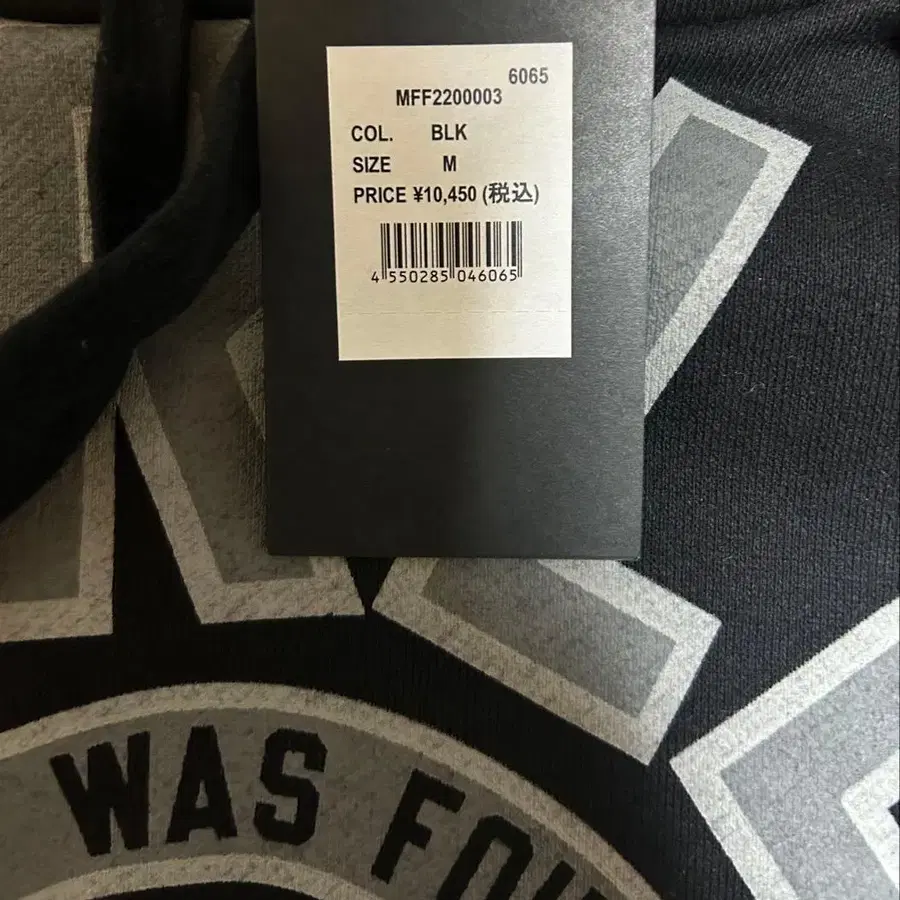 6065
MFF2200003
COL. BLK
SIZE M
PRICE ¥10,450 (税込)
4 550285 046065
WAS FOU